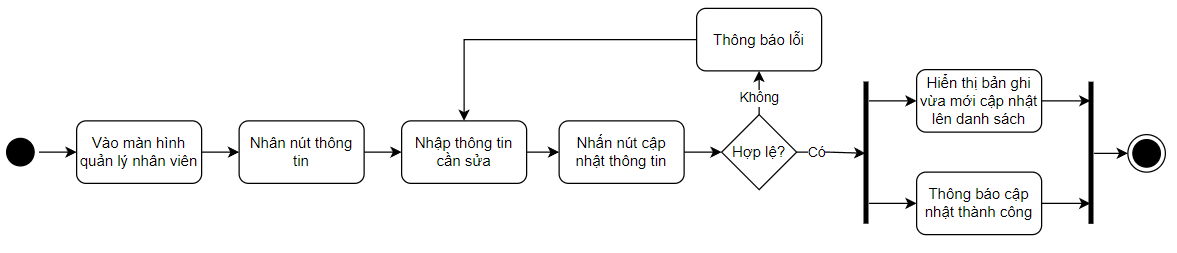 Thông báo lỗi
Không
Vào màn hình
quản lý nhân viên
Nhân nút thông
tin
Nhập thông tin
cần sửa
Nhấn nút cập
nhật thông tin
Hợp lệ?
Có
Hiển thị bản ghi
vừa mới cập nhật
lên danh sách
Thông báo cập
nhật thành công